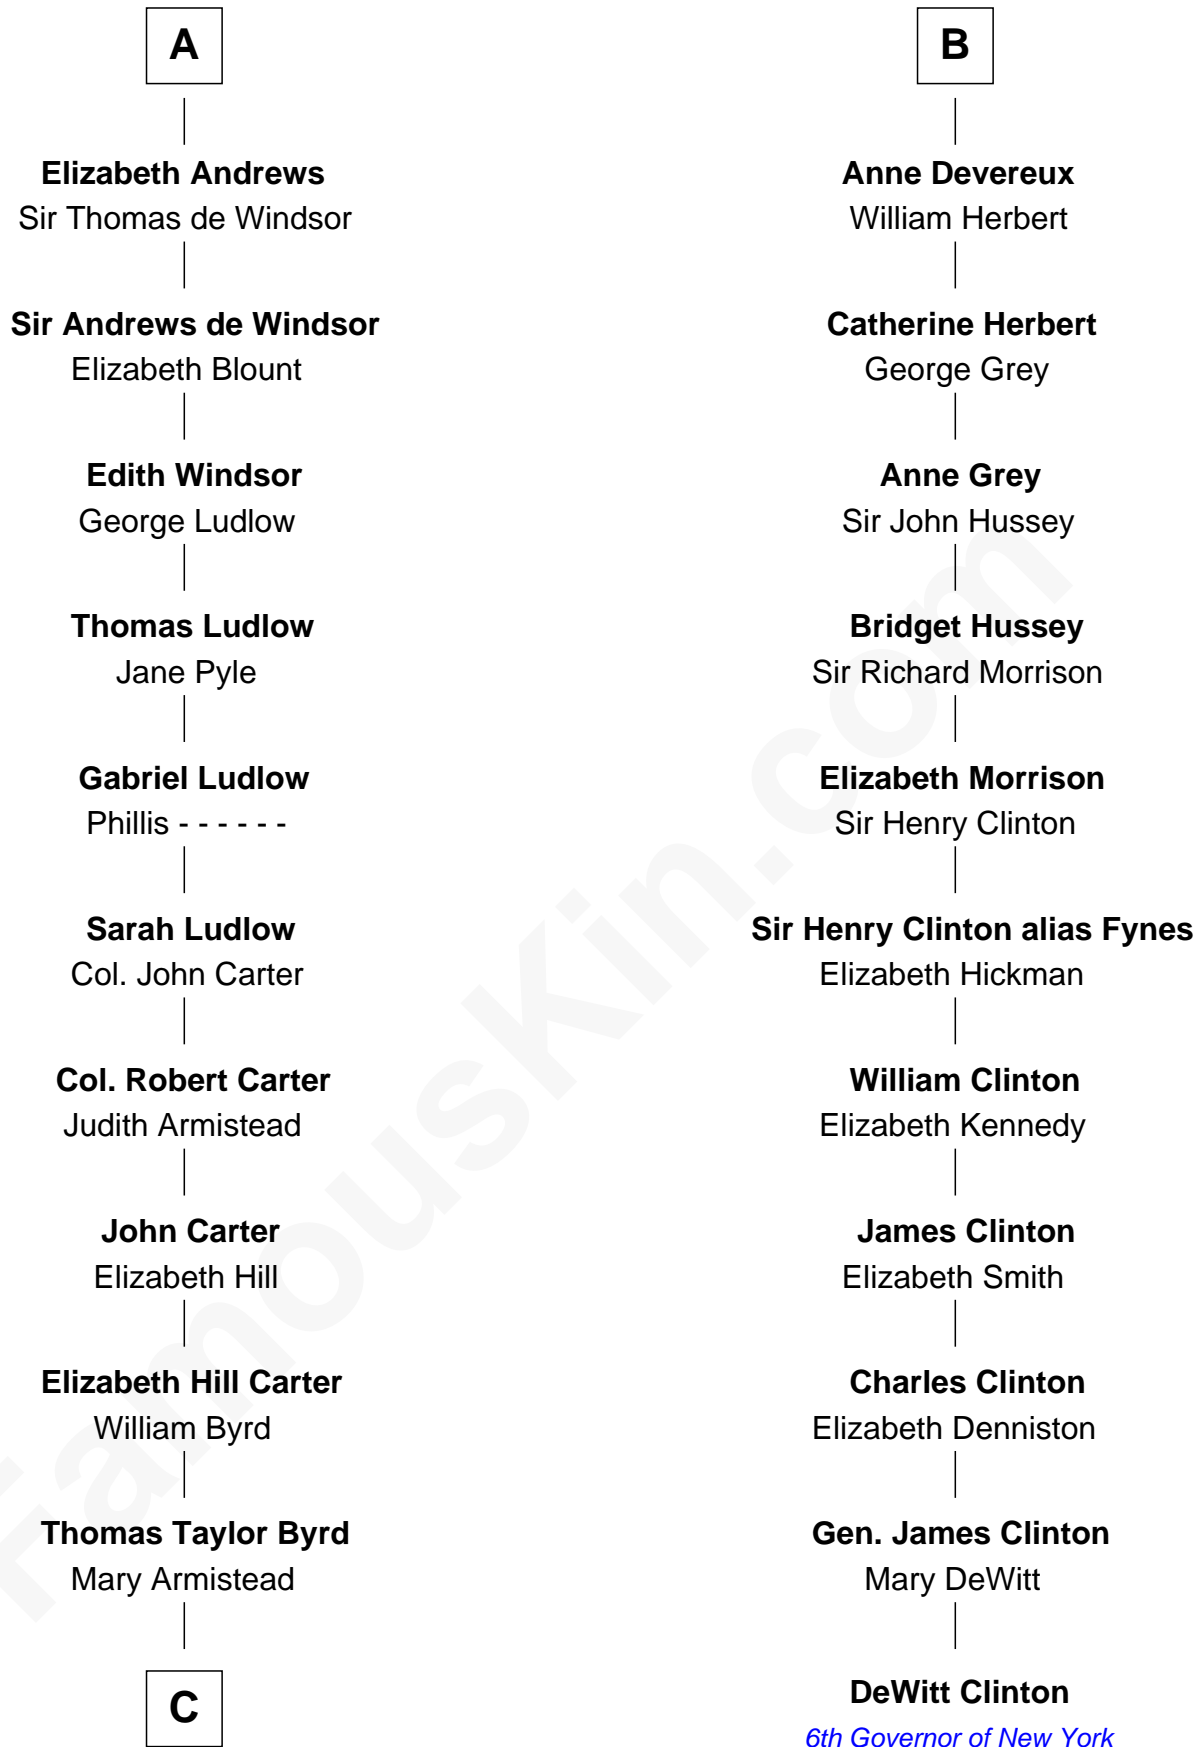 A
Elizabeth Andrews
Sir Thomas de Windsor
Sir Andrews de Windsor
Elizabeth Blount
Edith Windsor
George Ludlow
Thomas Ludlow
Jane Pyle
Gabriel Ludlow
Phillis - - - - - -
Sarah Ludlow
Col. John Carter
Col. Robert Carter
Judith Armistead
John Carter
Elizabeth Hill
Elizabeth Hill Carter
William Byrd
Thomas Taylor Byrd
Mary Armistead
C
B
Anne Devereux
William Herbert
Catherine Herbert
George Grey
Anne Grey
Sir John Hussey
Bridget Hussey
Sir Richard Morrison
Elizabeth Morrison
Sir Henry Clinton
Sir Henry Clinton alias Fynes
Elizabeth Hickman
William Clinton
Elizabeth Kennedy
James Clinton
Elizabeth Smith
Charles Clinton
Elizabeth Denniston
Gen. James Clinton
Mary DeWitt
DeWitt Clinton
6th Governor of New York
FamousKin.com